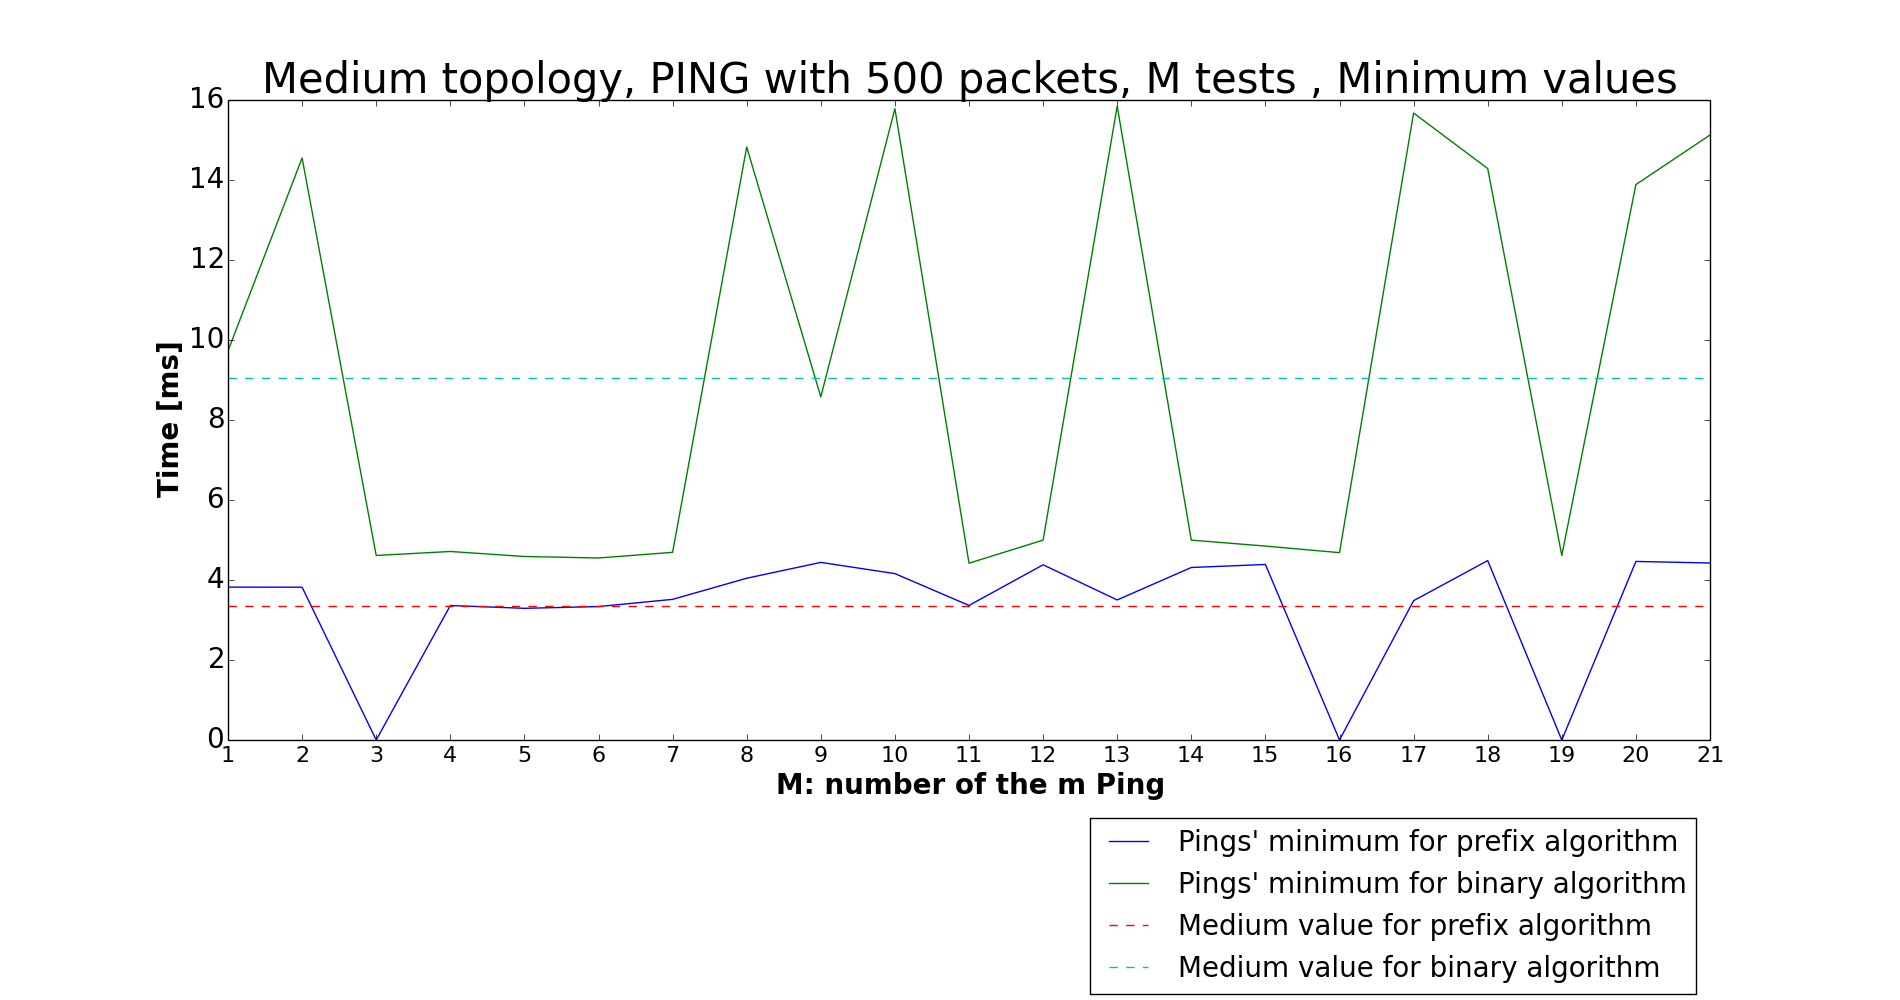 Medium topology, PING with 500 packets, M tests , Minimum values
16
14
12
10
8
6
4
2
0
Time [ms]
1 2 3 4 5 6 7 8 9 10 11 12 13 14 15 16 17 18 19 20 21
M: number of the m Ping
Pings' minimum for prefix algorithm
Pings' minimum for binary algorithm
Medium value for prefix algorithm
Medium value for binary algorithm